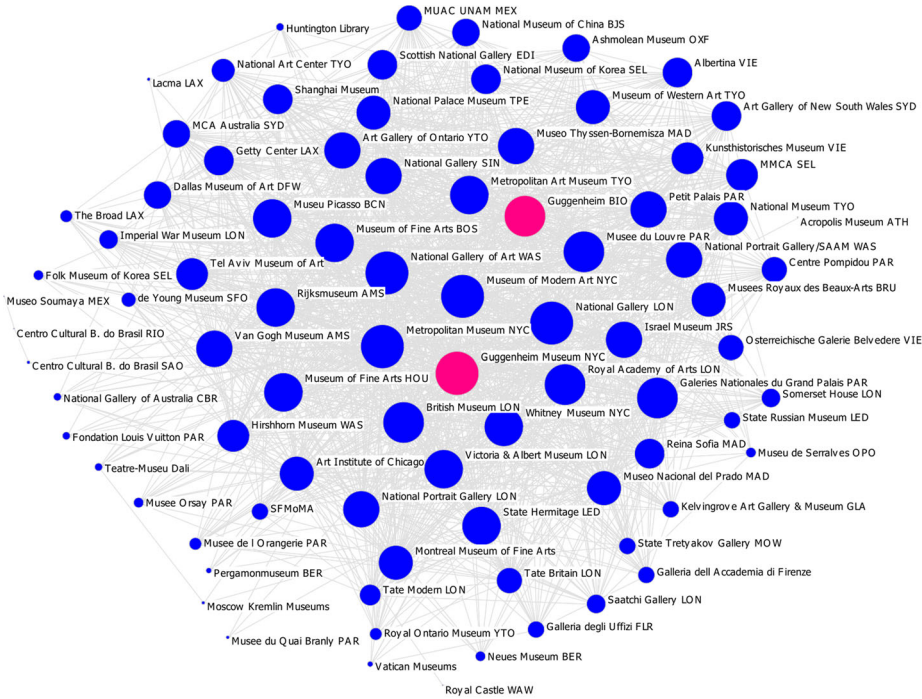 MUAC UNAM MEX
National Museum of China BJS
Huntington Library
Ashmolean Museum OXF
Scottish National Gallery EDI
National Art Center TYO
National Museum of Korea SEL
Albertina VIE
Lacma LAX
Shanghai Museum
National Palace Museum TPE
Museum of Western Art TYO
Art Gallery of New South Wales SYD
MCA Australia SYD
Art Gallery of Ontario YTO
Museo Thyssen-Bornemisza MAD
Getty Center LAX
National Gallery SIN
Kunsthistorisches Museum VIE
MMCA SEL
Dallas Museum of Art DFW
Metropolitan Art Museum TYO
Museu Picasso BCN
Guggenheim BIO
Petit Palais PAR
National Museum TYO
The Broad LAX
Acropolis Museum ATH
Imperial War Museum LON
Museum of Fine Arts BOS
Musee du Louvre PAR
National Portrait Gallery/SAAM WAS
Tel Aviv Museum of Art
National Gallery of Art WAS
Centre Pompidou PAR
Folk Museum of Korea SEL
Museum of Modern Art NYC
Musees Royaux des Beaux-Arts BRU
Museo Soumaya MEX
de Young Museum SFO
Rijksmuseum AMS
National Gallery LON
Centro Cultural B. do Brasil RIO
Van Gogh Museum AMS
Metropolitan Museum NYC
Israel Museum JRS
Osterreichische Galerie Belvedere VIE
Centro Cultural B. do Brasil SAO
Guggenheim Museum NYC
Royal Academy of Arts LON
Museum of Fine Arts HOU
Galeries Nationales du Grand Palais PAR
Somerset House LON
National Gallery of Australia CBR
British Museum LON
Whitney Museum NYC
State Russian Museum LED
Hirshhorn Museum WAS
Fondation Louis Vuitton PAR
Reina Sofia MAD
Museu de Serralves OPO
Victoria & Albert Museum LON
Art Institute of Chicago
Teatre-Museu Dali
Museo Nacional del Prado MAD
National Portrait Gallery LON
Musee Orsay PAR
SFMoMA
State Hermitage LED
Kelvingrove Art Gallery & Museum GLA
Musee de l Orangerie PAR
Montreal Museum of Fine Arts
State Tretyakov Gallery MOW
Pergamonmuseum BER
Tate Britain LON
Galleria dell Accademia di Firenze
Tate Modern LON
Moscow Kremlin Museums
Saatchi Gallery LON
Musee du Quai Branly PAR
Royal Ontario Museum YTO
Galleria degli Uffizi FLR
Neues Museum BER
Vatican Museums
Royal Castle WAW